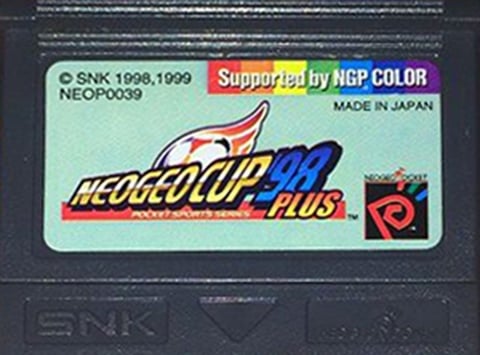 © SNK 1998,1999
Supported by NGP COLOR
NEOP0039
MADE IN JAPAN
NEOGEO CUP '98
PLUS
POCKET SPORTS SERIES
TM
NEOGEO POCKET
SNK